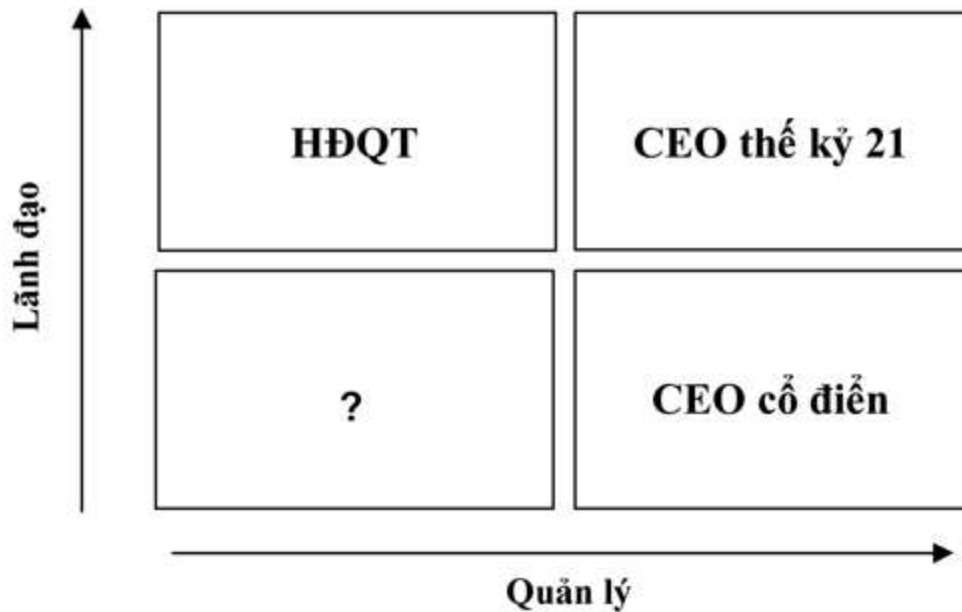 HĐQT
CEO thế kỷ 21
Lãnh đạo
?
CEO cổ điển
Quản lý